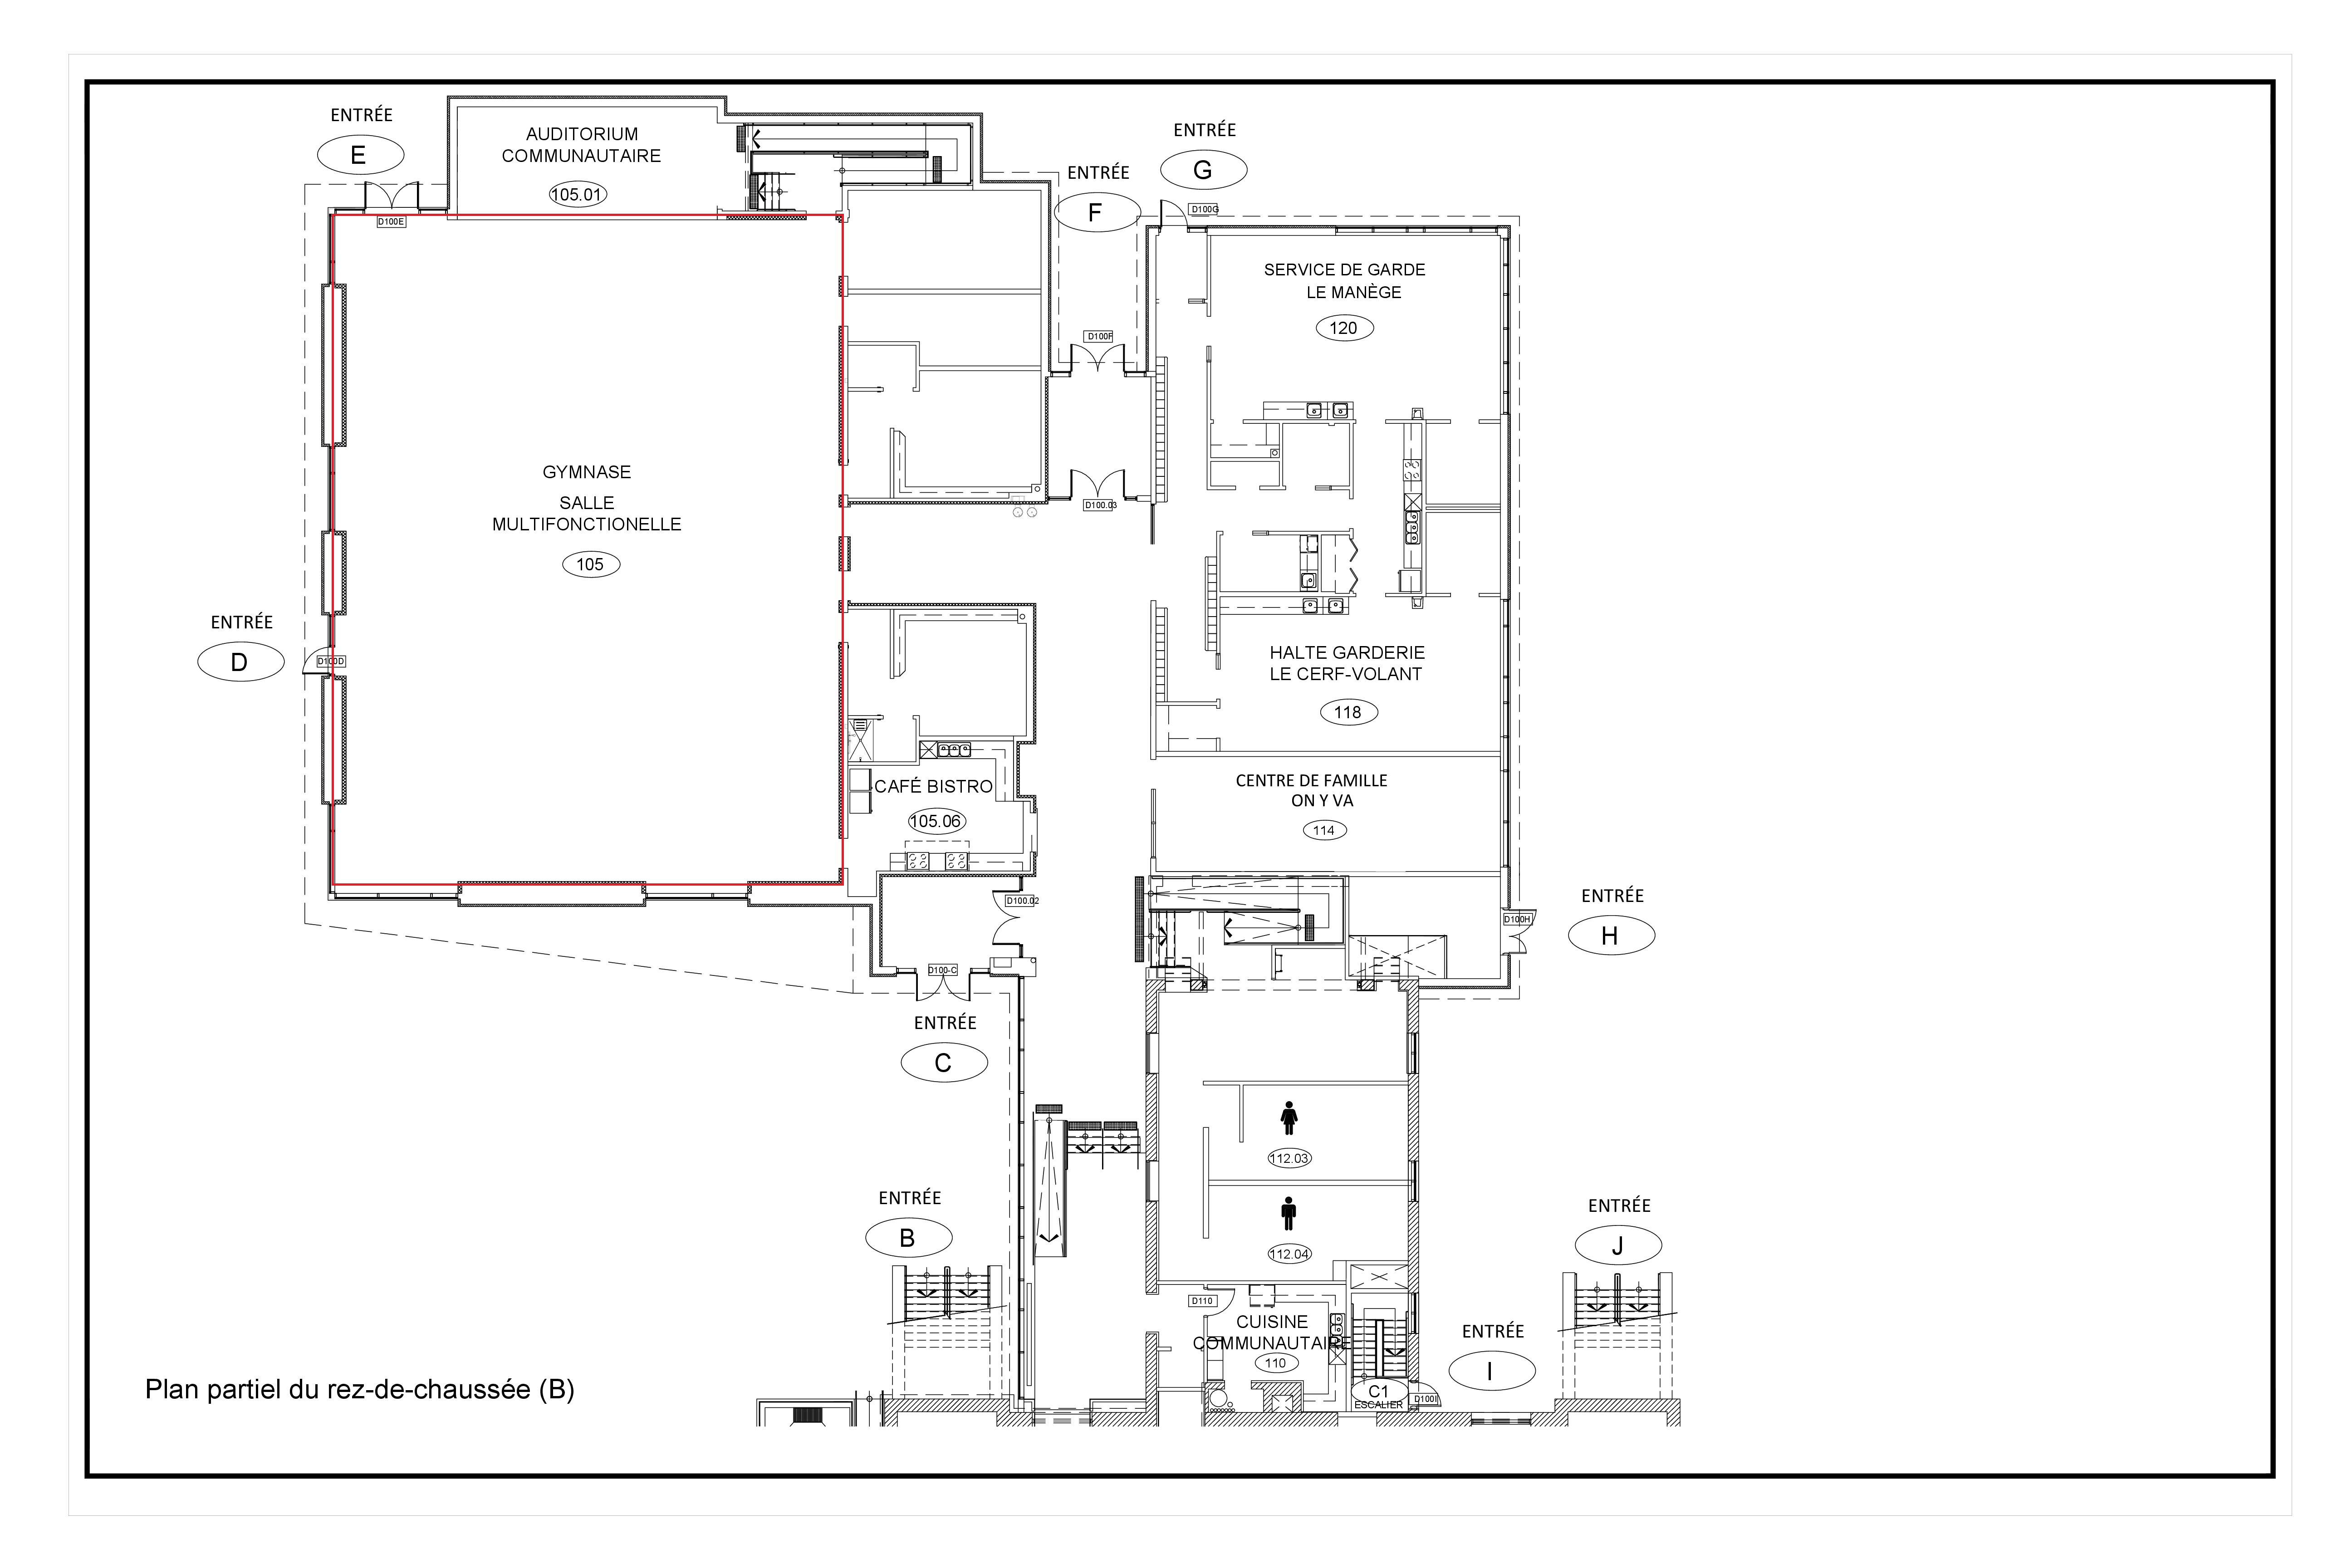 ENTRÉE
E
D100E
AUDITORIUM
COMMUNAUTAIRE
105.01
ENTRÉE
F
ENTRÉE
G
D100G
D100F
D100.03
SERVICE DE GARDE
LE MANÈGE
120
GYMNASE
SALLE
MULTIFONCTIONELLE
105
ENTRÉE
D
D100D
HALTE GARDERIE
LE CERF-VOLANT
118
CAFÉ BISTRO
105.06
CENTRE DE FAMILLE
ON Y VA
114
D100.02
D100-C
ENTRÉE
C
D100H
ENTRÉE
H
112.03
112.04
ENTRÉE
B
ENTRÉE
J
D110
CUISINE
COMMUNAUTAIRE
110
C1
ESCALIER
D100I
ENTRÉE
I
Plan partiel du rez-de-chaussée (B)